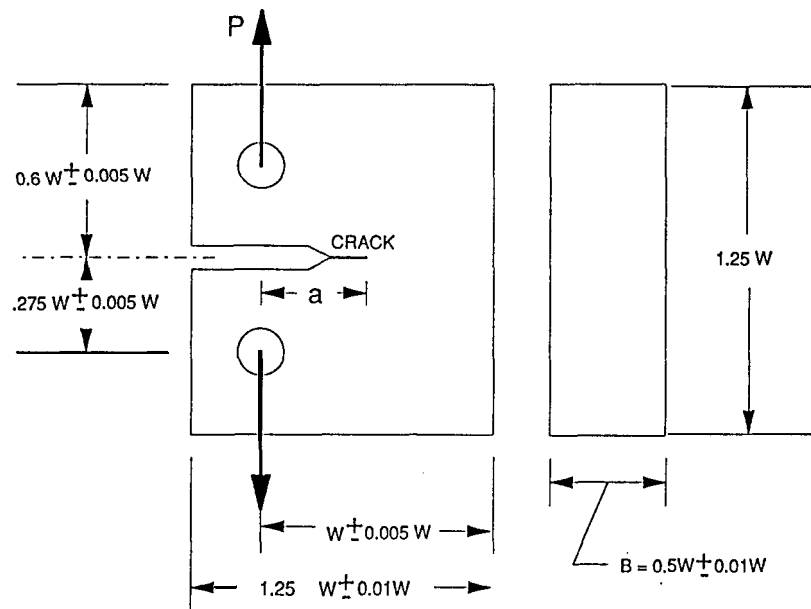 P
0.6 W ± 0.005 W
CRACK
1.25 W
.275 W ± 0.005 W
a
W ± 0.005 W
B = 0.5W ± 0.01W
1.25 W ± 0.01W